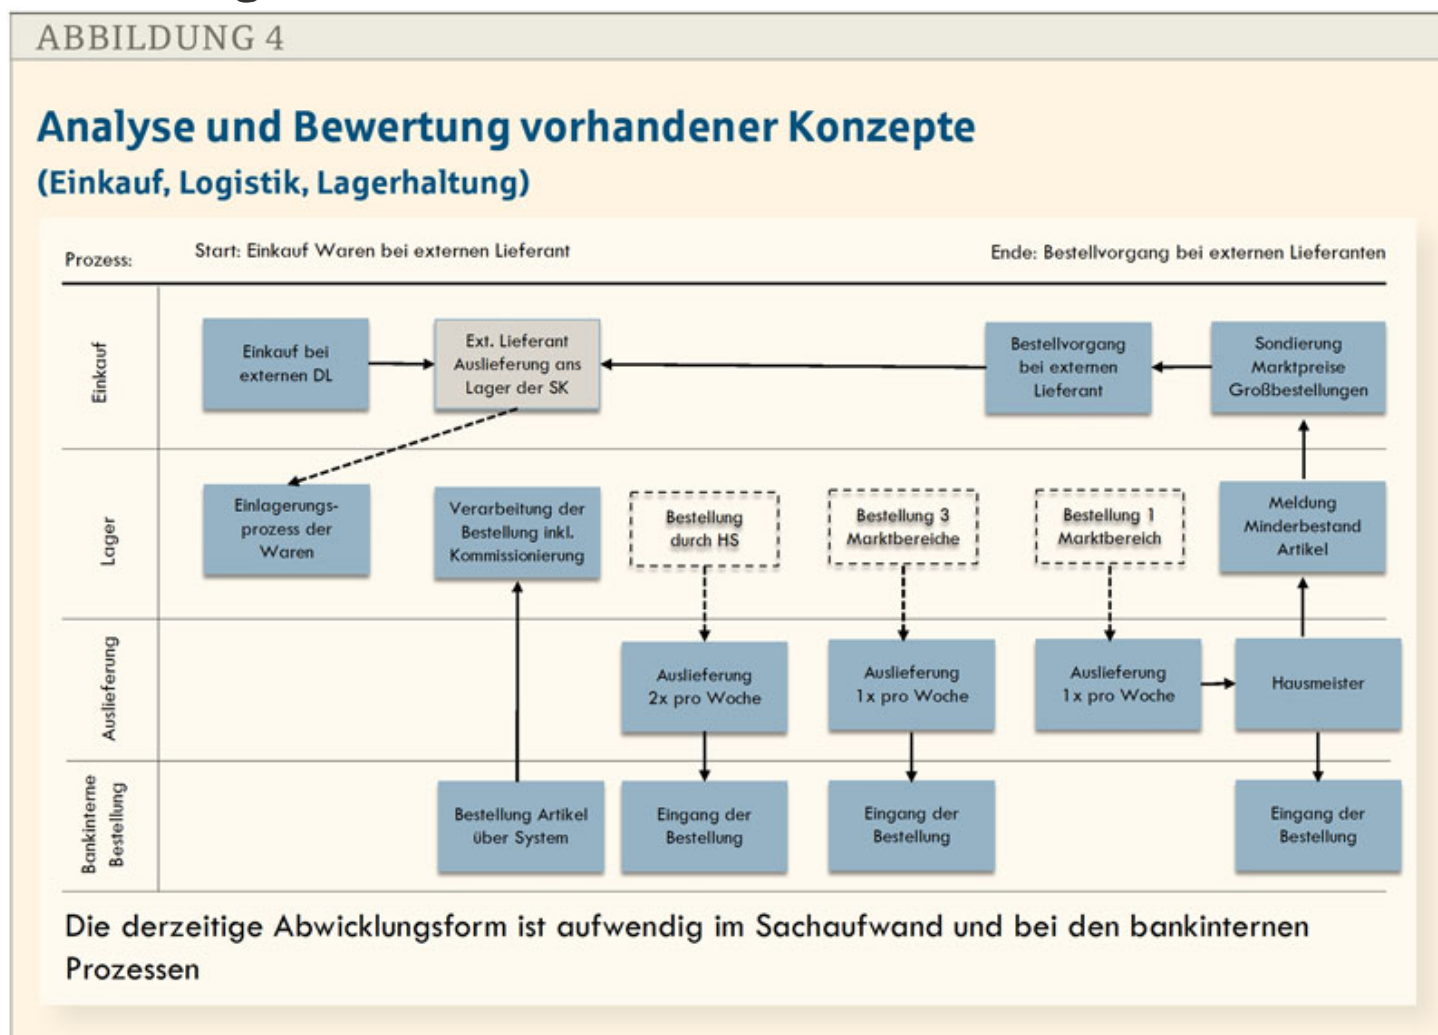 ABBILDUNG 4
Analyse und Bewertung vorhandener Konzepte
(Einkauf, Logistik, Lagerhaltung)
Prozess:
Start: Einkauf Waren bei externen Lieferant
Ende: Bestellvorgang bei externen Lieferanten
Einkauf
Einkauf bei
externen DL
Ext. Lieferant
Auslieferung ans
Lager der SK
Bestellvorgang
bei externen
Lieferant
Sondierung
Marktpreise
Großbestellungen
Lager
Einlagerungs-
prozess der
Waren
Verarbeitung der
Bestellung inkl.
Kommissionierung
Bestellung
durch HS
Bestellung 3
Marktbereiche
Bestellung 1
Marktbereich
Meldung
Minderbestand
Artikel
Auslieferung
Auslieferung
2x pro Woche
Auslieferung
1x pro Woche
Auslieferung
1x pro Woche
Hausmeister
Bankinterne
Bestellung
Bestellung Artikel
über System
Eingang der
Bestellung
Eingang der
Bestellung
Eingang der
Bestellung
Die derzeitige Abwicklungsform ist aufwendig im Sachaufwand und bei den bankinternen
Prozessen